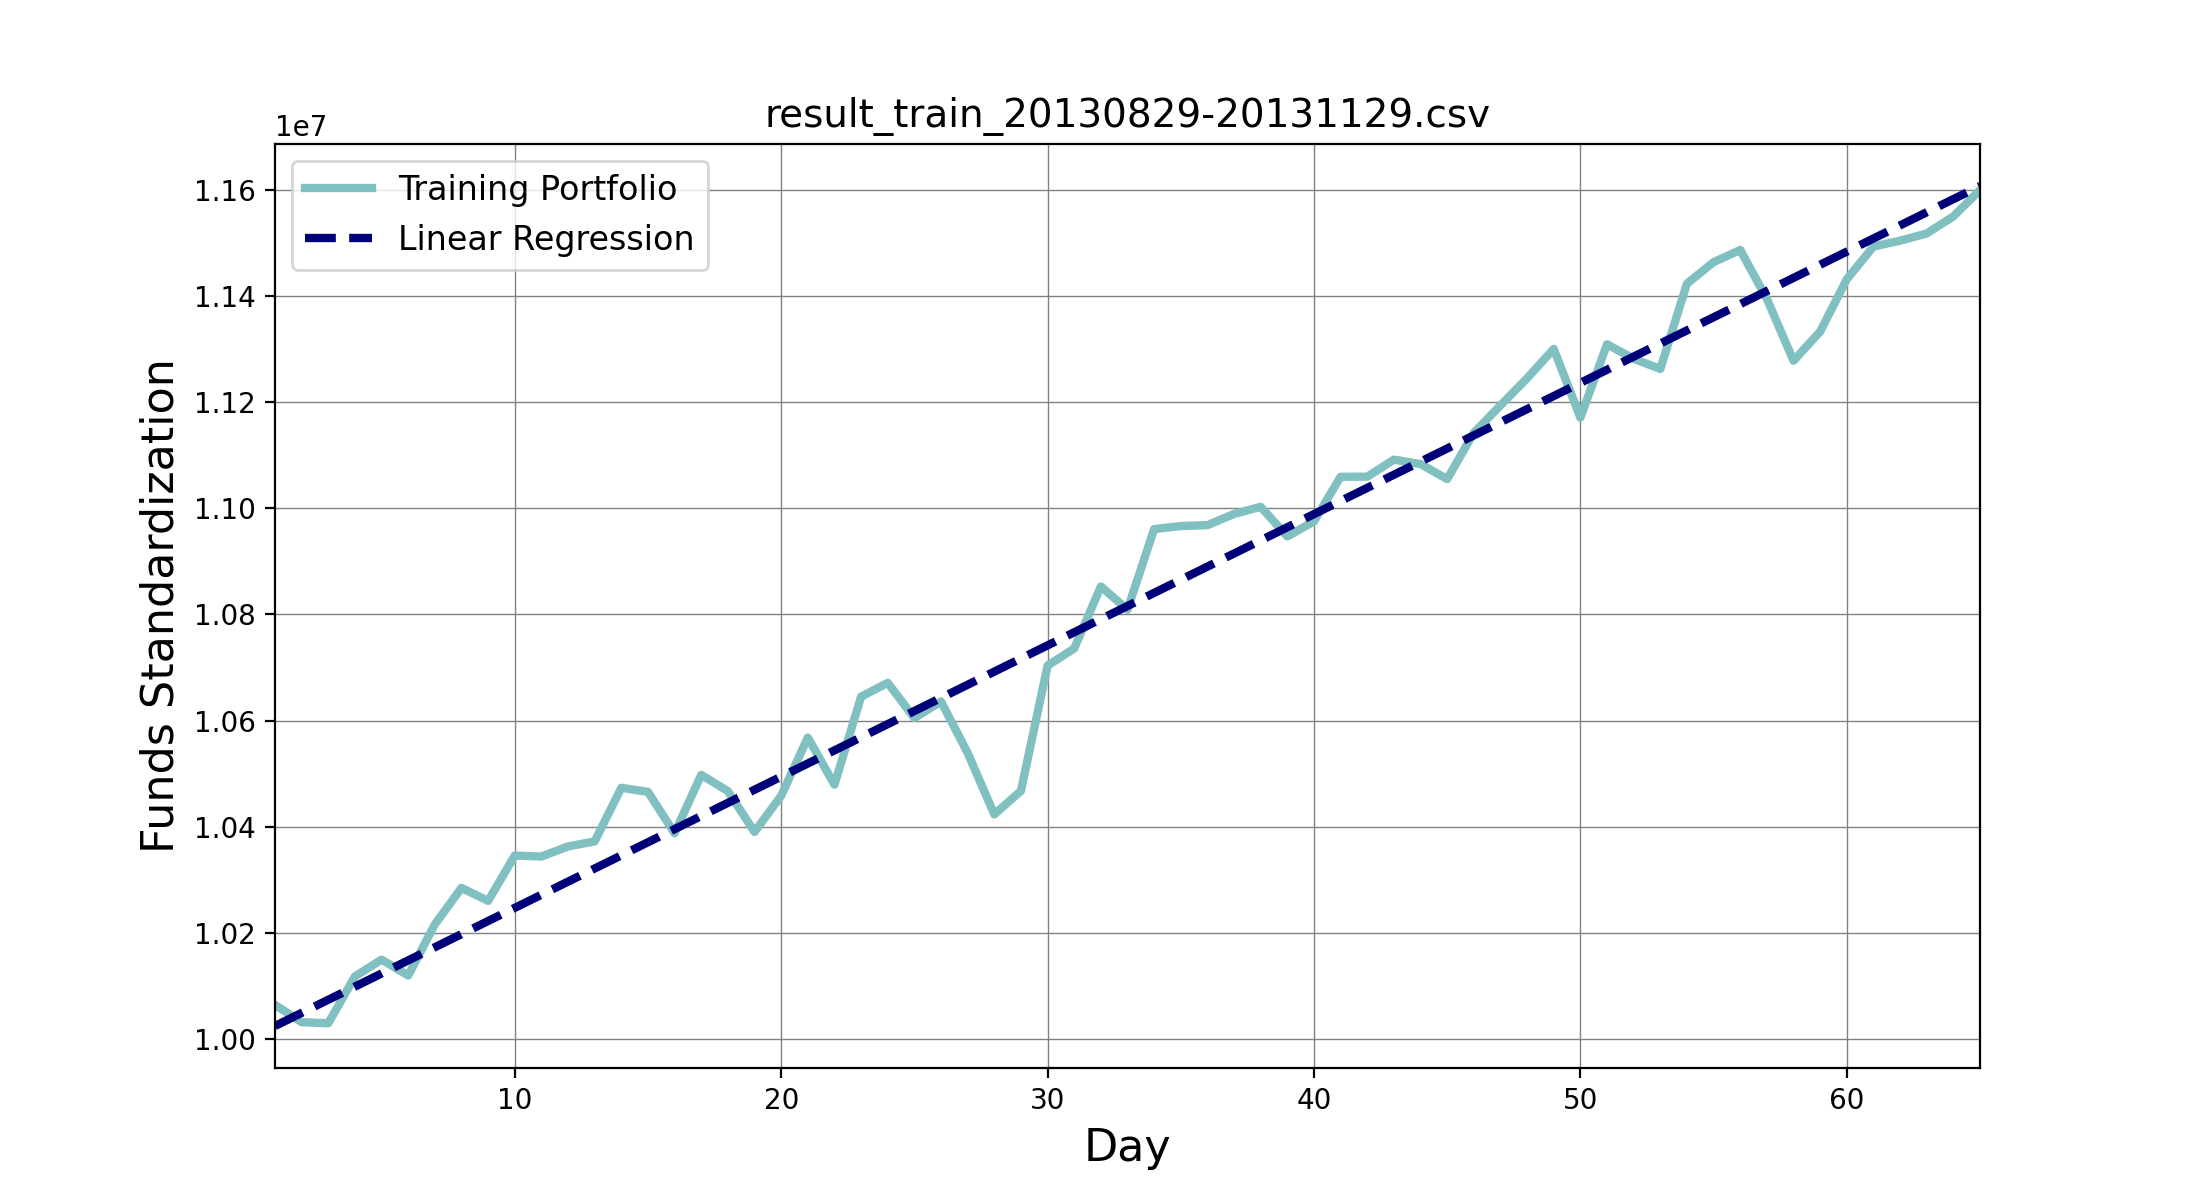 result_train_20130829-20131129.csv
1e7
Training Portfolio
Linear Regression
1.16
1.14
1.12
1.10
1.08
1.06
1.04
1.02
1.00
Funds Standardization
10 20 30 40 50 60
Day